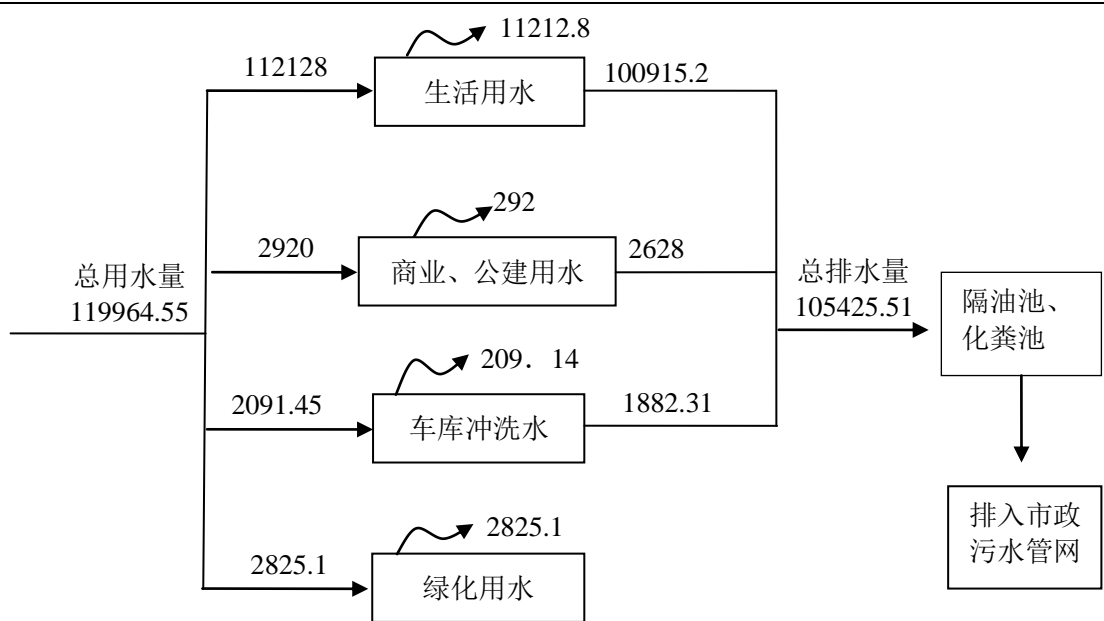 11212.8
112128
生活用水
100915.2
292
2920
商业、公建用水
2628
总用水量
119964.55
总排水量
105425.51
隔油池、
化粪池
209．14
2091.45
车库冲洗水
1882.31
2825.1
2825.1
绿化用水
排入市政
污水管网